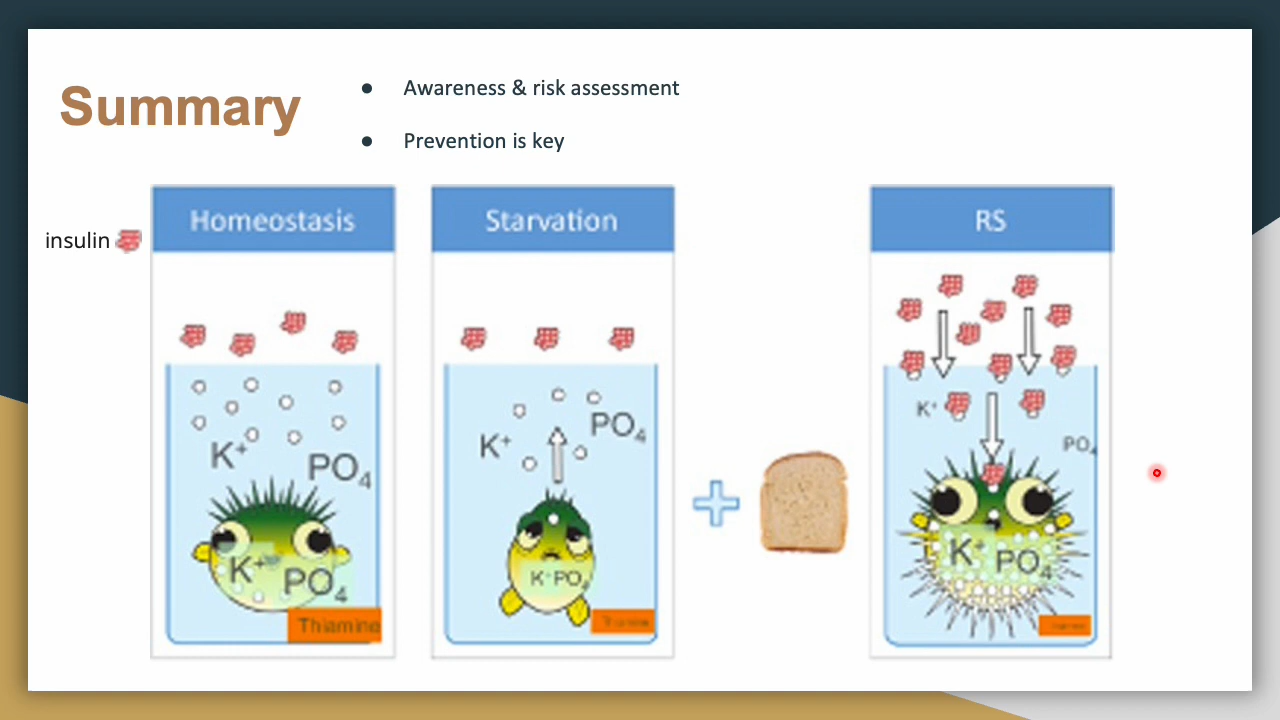 Summary
Awareness & risk assessment
Prevention is key
insulin
Homeostasis
K+
PO4
K+
PO4
Thiamine
Starvation
K+
PO4
K+ PO4
RS
K+
PO4
K+
PO4